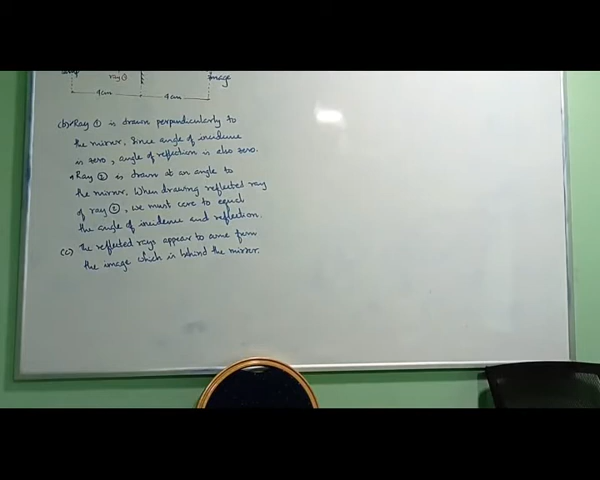 ray ①
image
4cm
4cm
(b) • Ray ① is drawn perpendicularly to
the mirror. Since angle of incidence
is zero, angle of reflection is also zero.
• Ray ② is drawn at an angle to
the mirror. When drawing reflected ray
of ray ②, we must care to equal
the angle of incidence and reflection.
(c) The reflected rays appear to come from
the image which is behind the mirror.